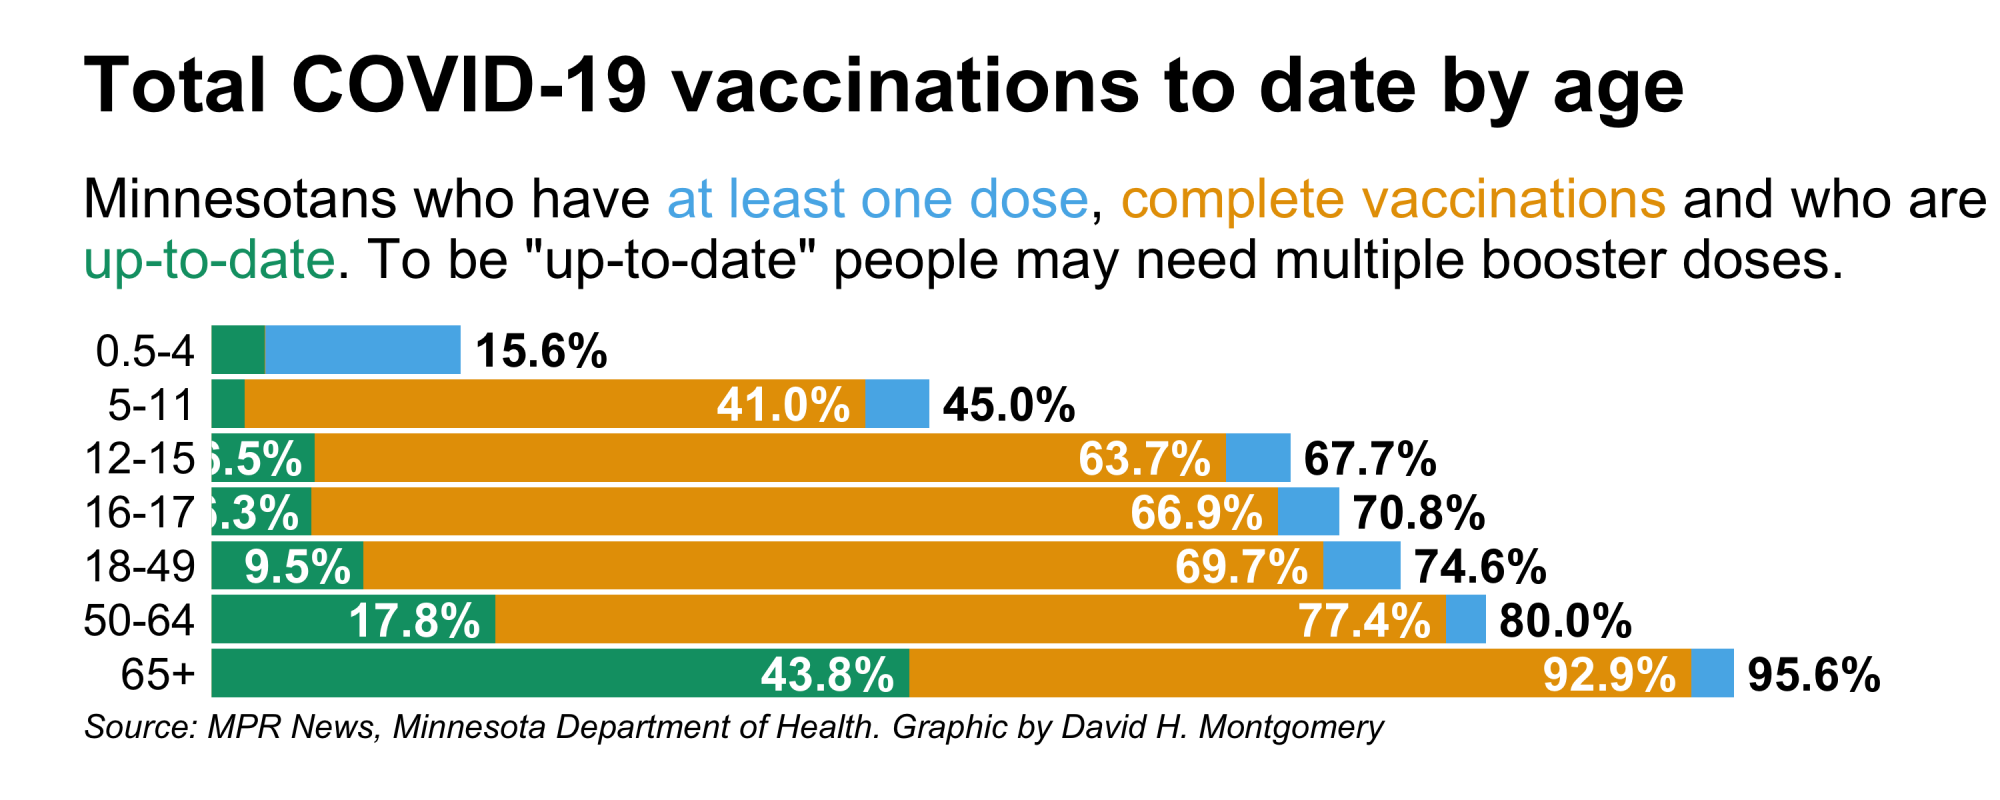 Total COVID-19 vaccinations to date by age
Minnesotans who have at least one dose, complete vaccinations and who are
up-to-date. To be "up-to-date" people may need multiple booster doses.
0.5-4 15.6%
5-11 41.0% 45.0%
12-15 6.5% 63.7% 67.7%
16-17 6.3% 66.9% 70.8%
18-49 9.5% 69.7% 74.6%
50-64 17.8% 77.4% 80.0%
65+ 43.8% 92.9% 95.6%
Source: MPR News, Minnesota Department of Health. Graphic by David H. Montgomery